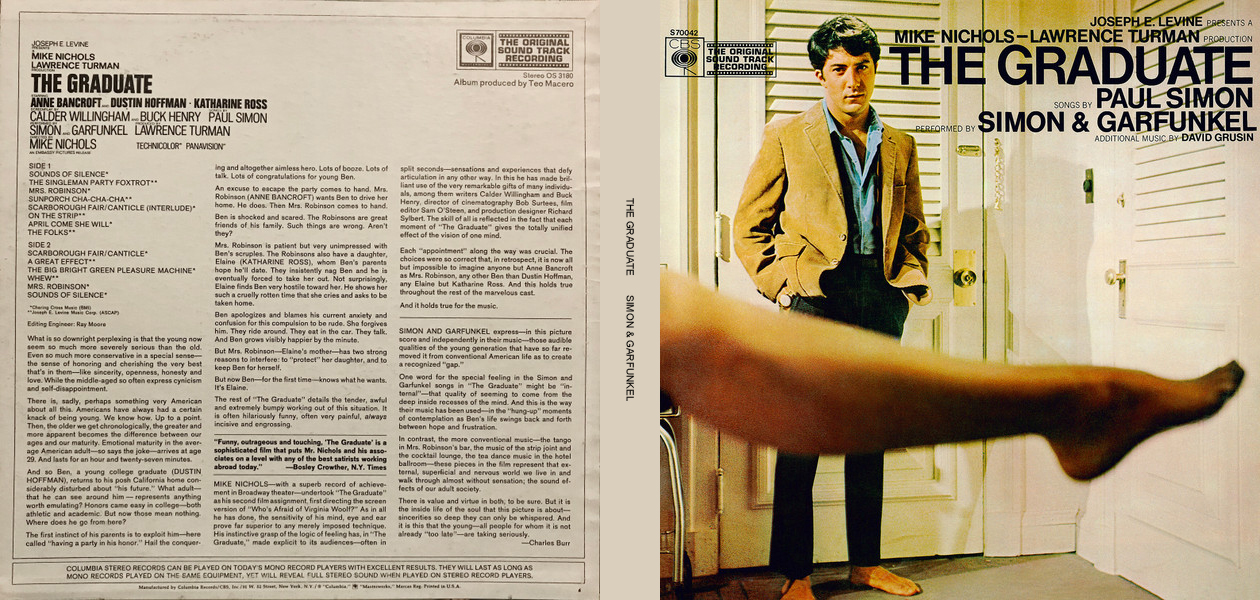 JOSEPH E. LEVINE
PRESENTS
MIKE NICHOLS
LAWRENCE TURMAN
PRODUCTION
THE GRADUATE
STARRING
ANNE BANCROFT AND DUSTIN HOFFMAN · KATHARINE ROSS
SCREENPLAY BY
CALDER WILLINGHAM AND BUCK HENRY SONGS BY PAUL SIMON
PERFORMED BY
SIMON AND GARFUNKEL PRODUCED BY LAWRENCE TURMAN
DIRECTED BY
MIKE NICHOLS TECHNICOLOR® PANAVISION®
AN EMBASSY PICTURES RELEASE
COLUMBIA
THE ORIGINAL
SOUND TRACK
RECORDING
Stereo OS 3180
Album produced by Teo Macero
SIDE 1
SOUNDS OF SILENCE*
THE SINGLEMAN PARTY FOXTROT**
MRS. ROBINSON*
SUNPORCH CHA-CHA-CHA**
SCARBOROUGH FAIR/CANTICLE (INTERLUDE)*
ON THE STRIP**
APRIL COME SHE WILL*
THE FOLKS**
SIDE 2
SCARBOROUGH FAIR/CANTICLE*
A GREAT EFFECT**
THE BIG BRIGHT GREEN PLEASURE MACHINE*
WHEW**
MRS. ROBINSON*
SOUNDS OF SILENCE*
*Charing Cross Music (BMI)
**Joseph E. Levine Music Corp. (ASCAP)
Editing Engineer: Ray Moore
What is so downright perplexing is that the young now
seem so much more severely serious than the old.
Even so much more conservative in a special sense—
the sense of honoring and cherishing the very best
that's in them—like sincerity, openness, honesty and
love. While the middle-aged so often express cynicism
and self-disappointment.
There is, sadly, perhaps something very American
about all this. Americans have always had a certain
knack of being young. We know how. Up to a point.
Then, the older we get chronologically, the greater and
more apparent becomes the difference between our
ages and our maturity. Emotional maturity in the aver-
age American adult—so says the joke—arrives at age
29. And lasts for an hour and twenty-seven minutes.
And so Ben, a young college graduate (DUSTIN
HOFFMAN), returns to his posh California home con-
siderably disturbed about "his future." What adult—
that he can see around him—represents anything
worth emulating? Honors came easy in college—both
athletic and academic. But now those mean nothing.
Where does he go from here?
The first instinct of his parents is to exploit him—here
called "having a party in his honor." Hail the conquer-
ing and altogether aimless hero. Lots of booze. Lots of
talk. Lots of congratulations for young Ben.
An excuse to escape the party comes to hand. Mrs.
Robinson (ANNE BANCROFT) wants Ben to drive her
home. He does. Then Mrs. Robinson comes to hand.
Ben is shocked and scared. The Robinsons are great
friends of his family. Such things are wrong. Aren't
they?
Mrs. Robinson is patient but very unimpressed with
Ben's scruples. The Robinsons also have a daughter,
Elaine (KATHARINE ROSS), whom Ben's parents
hope he'll date. They insistently nag Ben and he is
eventually forced to take her out. Not surprisingly,
Elaine finds Ben very hostile toward her. He shows her
such a cruelly rotten time that she cries and asks to be
taken home.
Ben apologizes and blames his current anxiety and
confusion for this compulsion to be rude. She forgives
him. They ride around. They eat in the car. They talk.
And Ben grows visibly happier by the minute.
But Mrs. Robinson—Elaine's mother—has two strong
reasons to interfere: to "protect" her daughter, and to
keep Ben for herself.
But now Ben—for the first time—knows what he wants.
It's Elaine.
The rest of "The Graduate" details the tender, awful
and extremely bumpy working out of this situation. It
is often hilariously funny, often very painful, always
incisive and engrossing.
"Funny, outrageous and touching, 'The Graduate' is a
sophisticated film that puts Mr. Nichols and his asso-
ciates on a level with any of the best satirists working
abroad today." —Bosley Crowther, N.Y. Times
MIKE NICHOLS—with a superb record of achieve-
ment in Broadway theater—undertook "The Graduate"
as his second film assignment, first directing the screen
version of "Who's Afraid of Virginia Woolf?" As in all
he has done, the sensitivity of his mind, eye and ear
prove far superior to any merely imposed technique.
His instinctive grasp of the logic of feeling has, in "The
Graduate," made explicit to its audiences—often in
split seconds—sensations and experiences that defy
articulation in any other way. In this he has made bril-
liant use of the very remarkable gifts of many individu-
als, among them writers Calder Willingham and Buck
Henry, director of cinematography Bob Surtees, film
editor Sam O'Steen, and production designer Richard
Sylbert. The skill of all is reflected in the fact that each
moment of "The Graduate" gives the totally unified
effect of the vision of one mind.
Each "appointment" along the way was crucial. The
choices were so correct that, in retrospect, it is now all
but impossible to imagine anyone but Anne Bancroft
as Mrs. Robinson, any other Ben than Dustin Hoffman,
any Elaine but Katharine Ross. And this holds true
throughout the rest of the marvelous cast.
And it holds true for the music.
SIMON AND GARFUNKEL express—in this picture
score and independently in their music—those audible
qualities of the young generation that have so far re-
moved it from conventional American life as to create
a recognized "gap."
One word for the special feeling in the Simon and
Garfunkel songs in "The Graduate" might be "in-
ternal"—that quality of seeming to come from the
deep inside recesses of the mind. And this is the way
their music has been used—in the "hung-up" moments
of contemplation as Ben's life swings back and forth
between hope and frustration.
In contrast, the more conventional music—the tango
in Mrs. Robinson's bar, the music of the strip joint and
the cocktail lounge, the tea dance music in the hotel
ballroom—these pieces in the film represent that ex-
ternal, superficial and nervous world we live in and
walk through almost without sensation; the sound ef-
fects of our adult society.
There is value and virtue in both; to be sure. But it is
the inside life of the soul that this picture is about—
sincerities so deep they can only be whispered. And
it is this that the young—all people for whom it is not
already "too late"—are taking seriously.
—Charles Burr
COLUMBIA STEREO RECORDS CAN BE PLAYED ON TODAY'S MONO RECORD PLAYERS WITH EXCELLENT RESULTS. THEY WILL LAST AS LONG AS
MONO RECORDS PLAYED ON THE SAME EQUIPMENT, YET WILL REVEAL FULL STEREO SOUND WHEN PLAYED ON STEREO RECORD PLAYERS.
Manufactured by Columbia Records/CBS, Inc./51 W. 52 Street, New York, N.Y./® "Columbia," "Masterworks," Marcas Reg. Printed in U.S.A.
THE GRADUATE SIMON & GARFUNKEL
S70042
CBS
THE ORIGINAL
SOUND TRACK
RECORDING
JOSEPH E. LEVINE PRESENTS A
MIKE NICHOLS—LAWRENCE TURMAN PRODUCTION
THE GRADUATE
SONGS BY PAUL SIMON
PERFORMED BY SIMON & GARFUNKEL
ADDITIONAL MUSIC BY DAVID GRUSIN